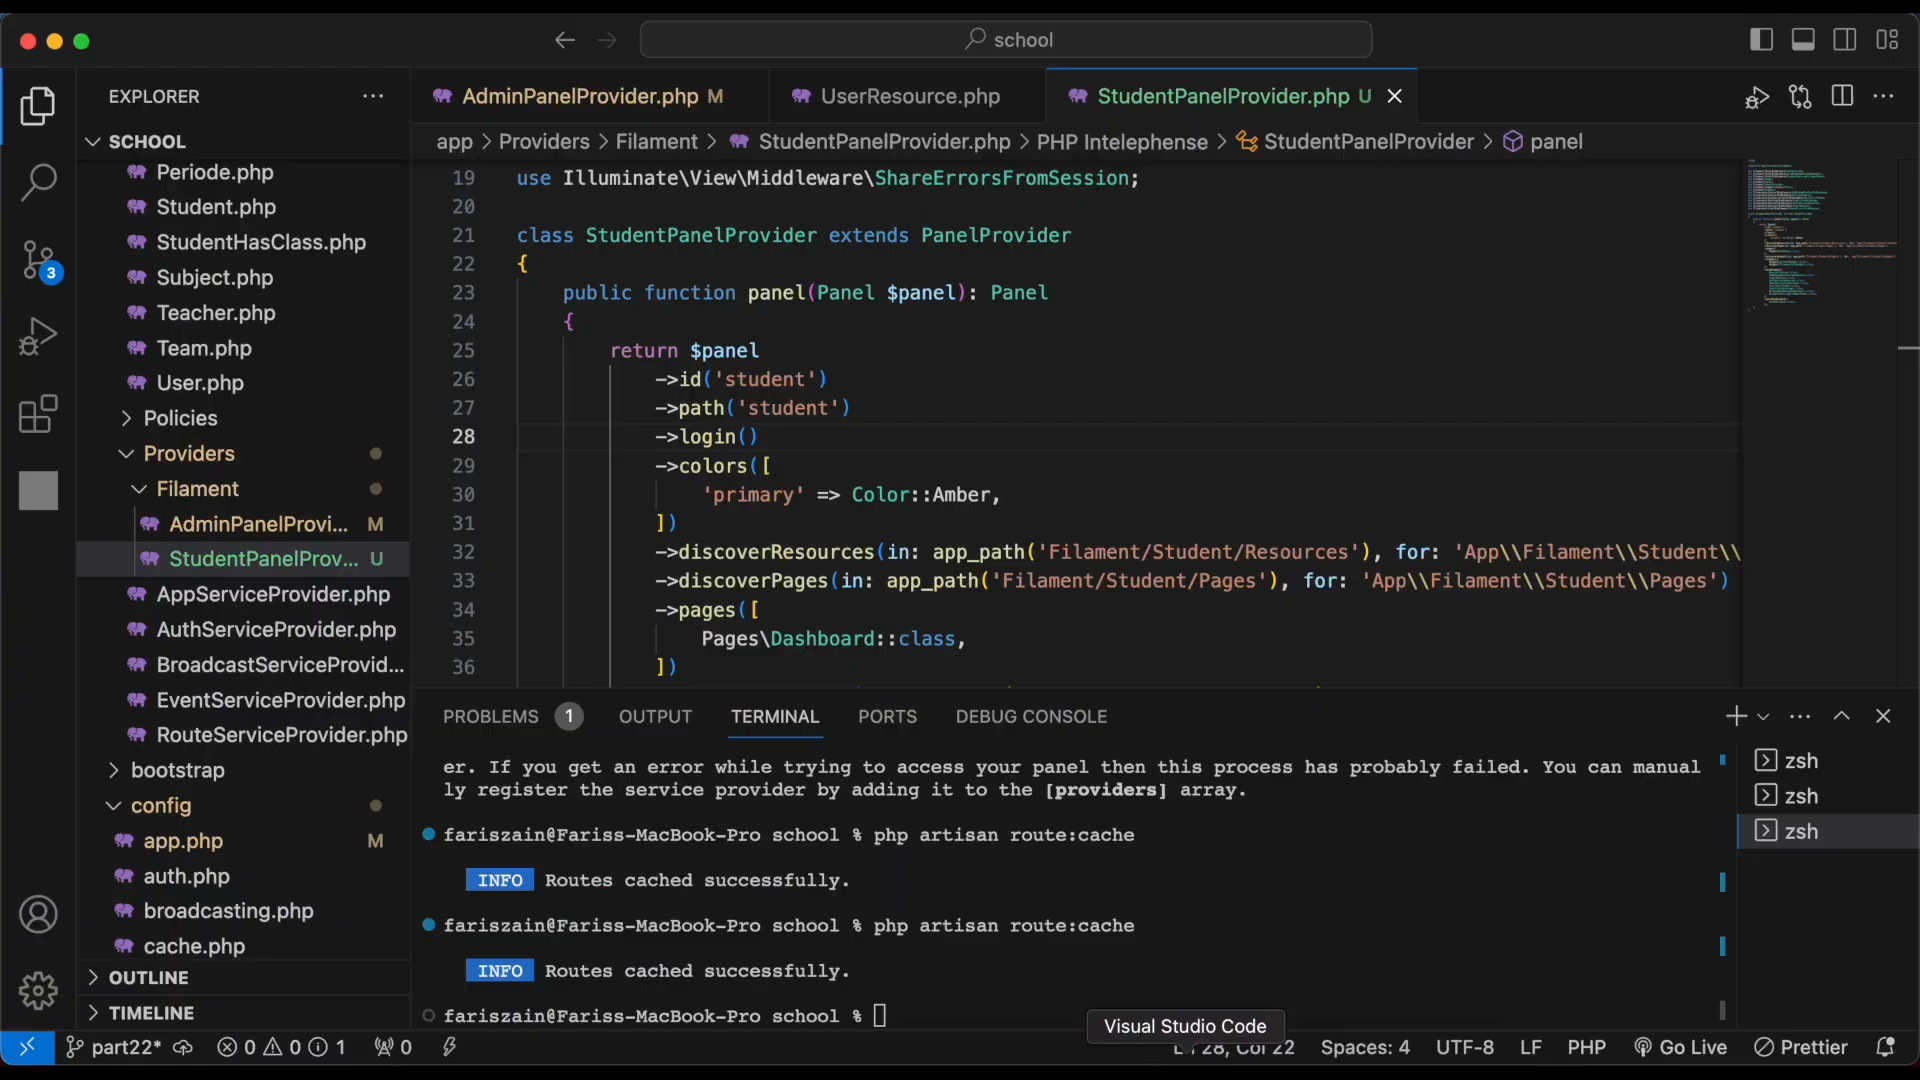 school
EXPLORER
SCHOOL
Periode.php
Student.php
StudentHasClass.php
Subject.php
Teacher.php
Team.php
User.php
Policies
Providers
Filament
AdminPanelProvi... M
StudentPanelProv... U
AppServiceProvider.php
AuthServiceProvider.php
BroadcastServiceProvid...
EventServiceProvider.php
RouteServiceProvider.php
bootstrap
config
app.php M
auth.php
broadcasting.php
cache.php
OUTLINE
TIMELINE
3
AdminPanelProvider.php M
UserResource.php
StudentPanelProvider.php U
app > Providers > Filament > StudentPanelProvider.php > PHP Intelephense > StudentPanelProvider > panel
19 use Illuminate\View\Middleware\ShareErrorsFromSession;
20
21 class StudentPanelProvider extends PanelProvider
22 {
23 public function panel(Panel $panel): Panel
24 {
25 return $panel
26 ->id('student')
27 ->path('student')
28 ->login()
29 ->colors([
30 'primary' => Color::Amber,
31 ])
32 ->discoverResources(in: app_path('Filament/Student/Resources'), for: 'App\\Filament\\Student\\
33 ->discoverPages(in: app_path('Filament/Student/Pages'), for: 'App\\Filament\\Student\\Pages')
34 ->pages([
35 Pages\Dashboard::class,
36 ])
PROBLEMS 1 OUTPUT TERMINAL PORTS DEBUG CONSOLE
er. If you get an error while trying to access your panel then this process has probably failed. You can manual
ly register the service provider by adding it to the [providers] array.
fariszain@Fariss-MacBook-Pro school % php artisan route:cache
INFO Routes cached successfully.
fariszain@Fariss-MacBook-Pro school % php artisan route:cache
INFO Routes cached successfully.
fariszain@Fariss-MacBook-Pro school %
zsh
zsh
zsh
Visual Studio Code
part22* 0 0 1 0 Ln 28, Col 22 Spaces: 4 UTF-8 LF PHP Go Live Prettier